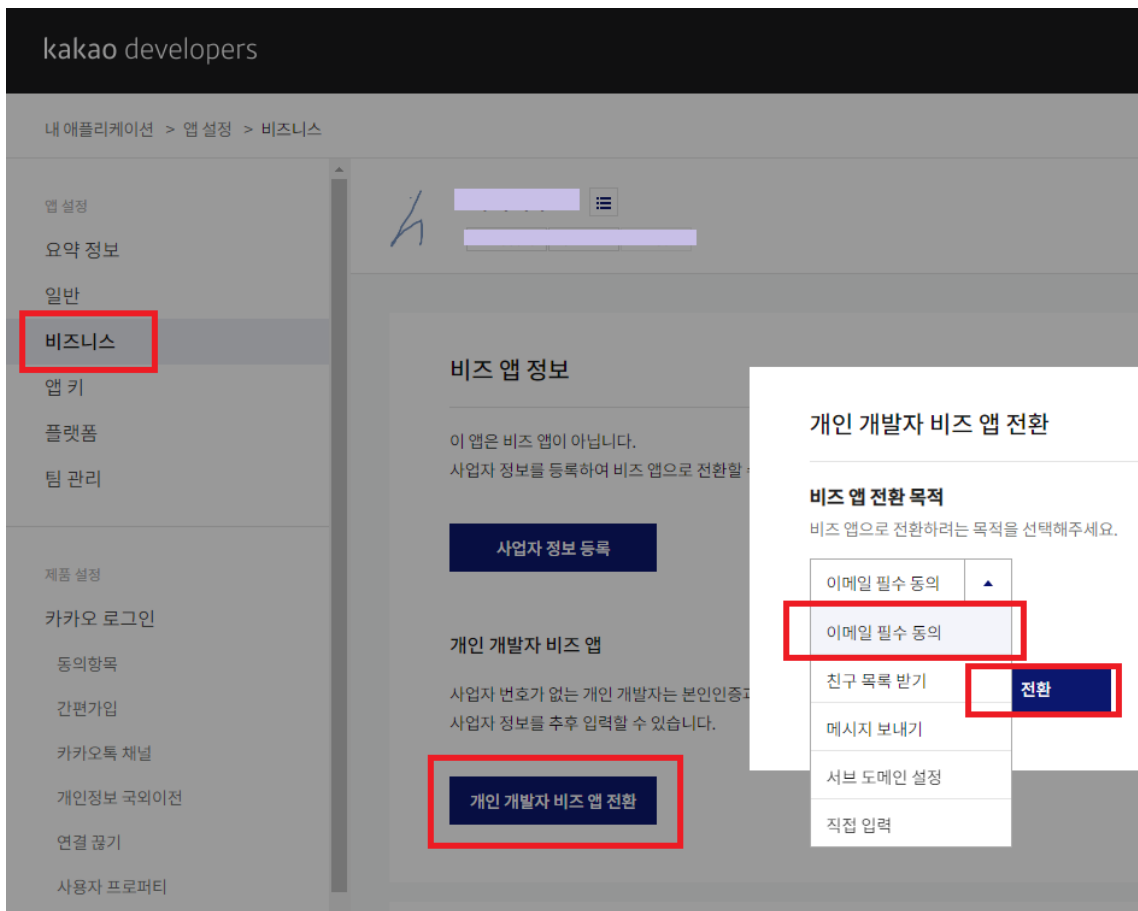 kakao developers
내 애플리케이션 > 앱 설정 > 비즈니스
앱 설정
요약 정보
일반
비즈니스
앱 키
플랫폼
팀 관리
제품 설정
카카오 로그인
동의항목
간편가입
카카오톡 채널
개인정보 국외이전
연결 끊기
사용자 프로퍼티
비즈 앱 정보
이 앱은 비즈 앱이 아닙니다.
사업자 정보를 등록하여 비즈 앱으로 전환할
사업자 정보 등록
개인 개발자 비즈 앱
사업자 번호가 없는 개인 개발자는 본인인증
사업자 정보를 추후 입력할 수 있습니다.
개인 개발자 비즈 앱 전환
개인 개발자 비즈 앱 전환
비즈 앱 전환 목적
비즈 앱으로 전환하려는 목적을 선택해주세요.
이메일 필수 동의
이메일 필수 동의
친구 목록 받기
전환
메시지 보내기
서브 도메인 설정
직접 입력